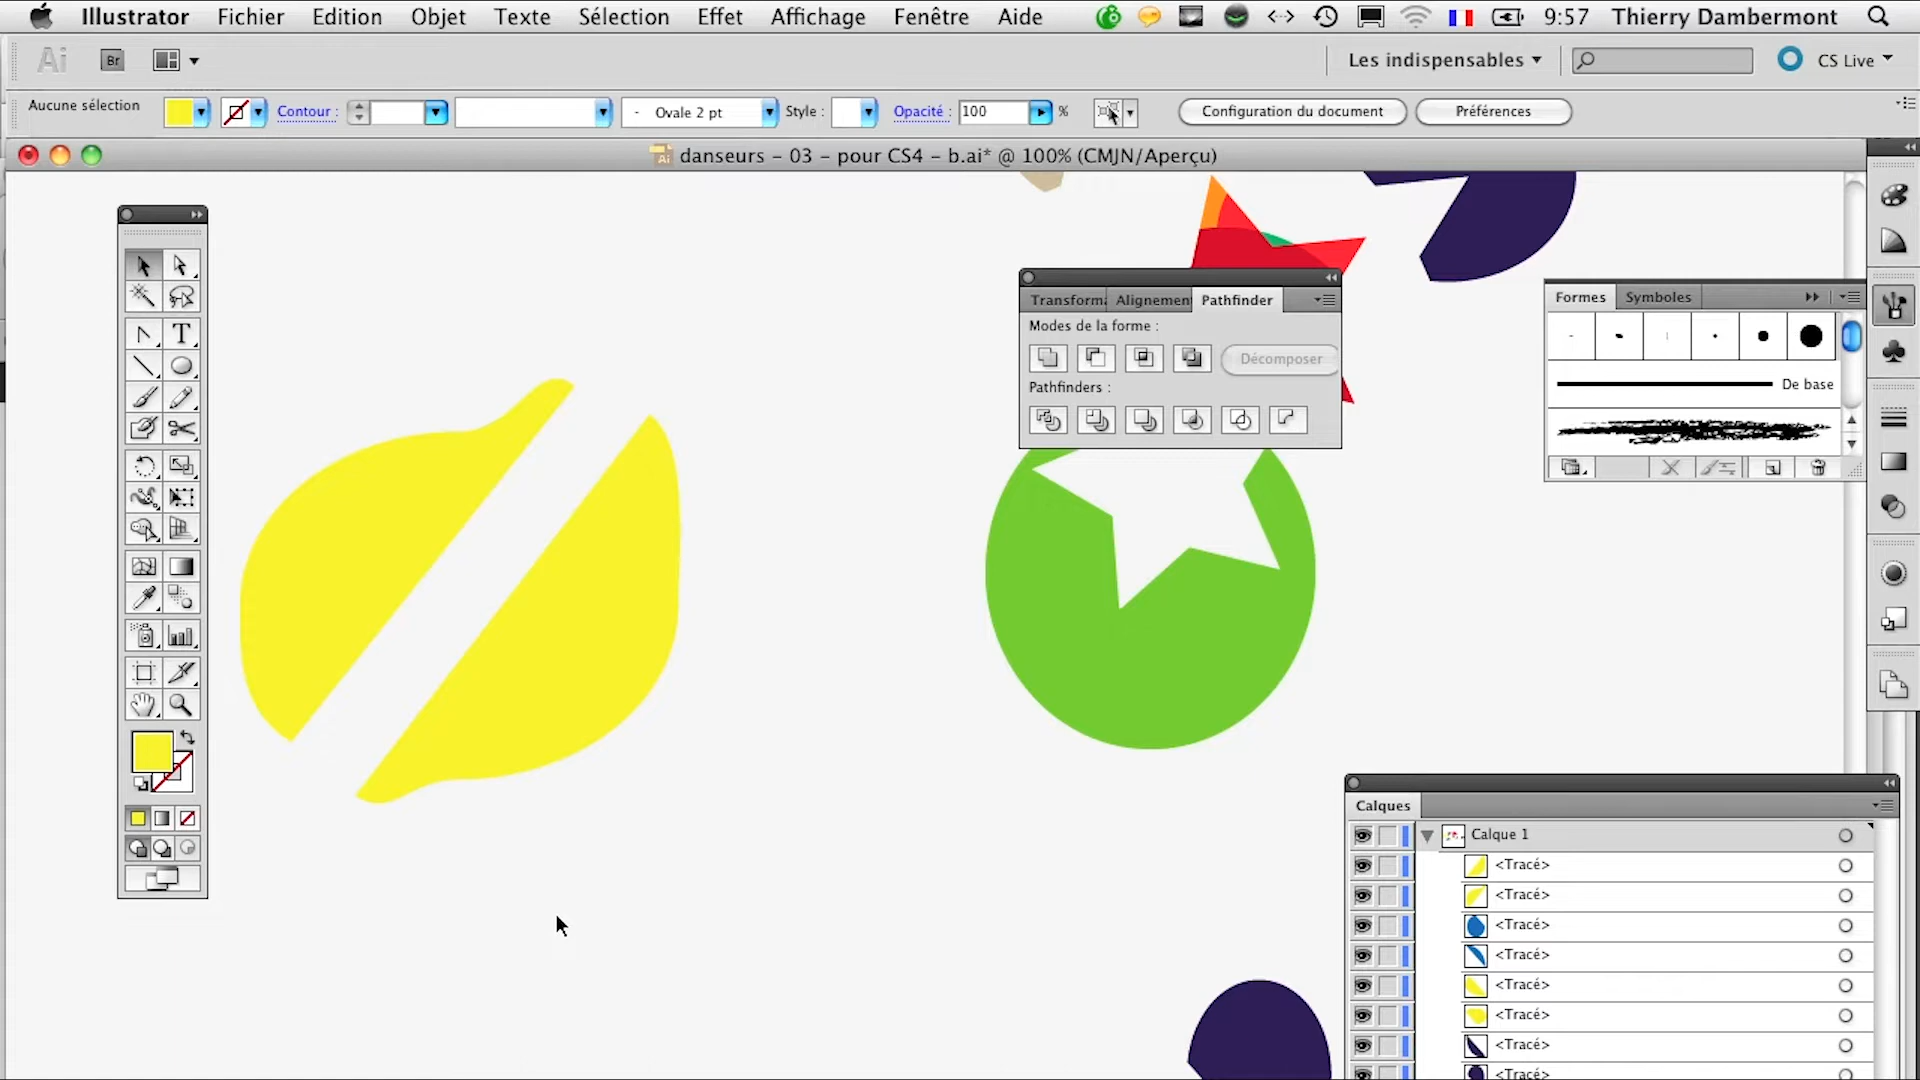 Illustrator Fichier Edition Objet Texte Sélection Effet Affichage Fenêtre Aide 9:57 Thierry Dambermont
Ai Br Les indispensables CS Live
Aucune sélection Contour : - Ovale 2 pt Style : Opacité : 100 % Configuration du document Préférences
danseurs – 03 – pour CS4 – b.ai* @ 100% (CMJN/Aperçu)
Transforma Alignement Pathfinder
Modes de la forme :
Décomposer
Pathfinders :
Formes Symboles
De base
T
Calques
Calque 1
<Tracé>
<Tracé>
<Tracé>
<Tracé>
<Tracé>
<Tracé>
<Tracé>
<Tracé>